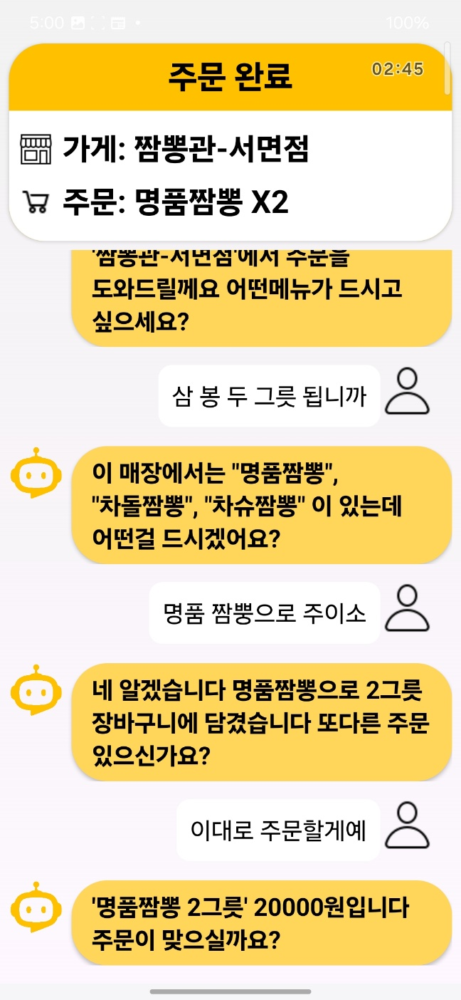 5:00
100%
주문 완료
02:45
가게: 짬뽕관-서면점
주문: 명품짬뽕 X2
'짬뽕관-서면점'에서 주문을
도와드릴께요 어떤메뉴가 드시고
싶으세요?
삼 봉 두 그릇 됩니까
이 매장에서는 "명품짬뽕",
"차돌짬뽕", "차슈짬뽕" 이 있는데
어떤걸 드시겠어요?
명품 짬뿡으로 주이소
네 알겠습니다 명품짬뽕으로 2그릇
장바구니에 담겼습니다 또다른 주문
있으신가요?
이대로 주문할게예
'명품짬뽕 2그릇' 20000원입니다
주문이 맞으실까요?